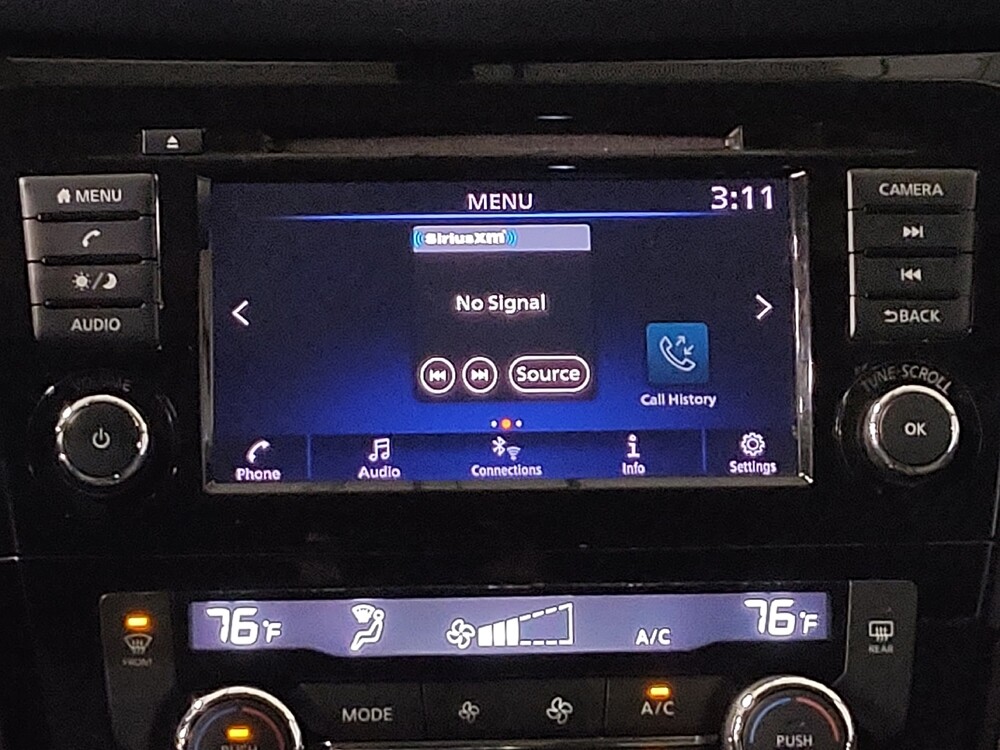 MENU
AUDIO
MENU
3:11
SiriusXM
No Signal
Source
Call History
Phone
Audio
Connections
Info
Settings
CAMERA
BACK
VOLUME
TUNE·SCROLL
OK
FRONT
76°F
A/C
76°F
REAR
MODE
A/C
PUSH
PUSH